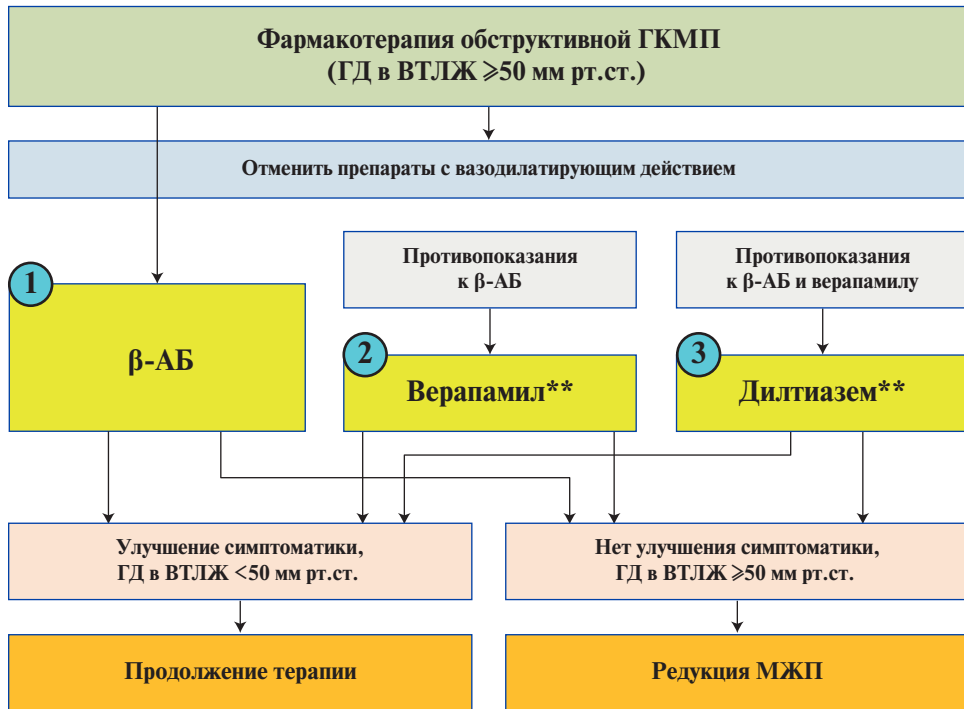 Фармакотерапия обструктивной ГКМП
(ГД в ВТЛЖ ⩾50 мм рт.ст.)
Отменить препараты с вазодилатирующим действием
Противопоказания
к β-АБ
Противопоказания
к β-АБ и верапамилу
1
β-АБ
2
Верапамил**
3
Дилтиазем**
Улучшение симптоматики,
ГД в ВТЛЖ <50 мм рт.ст.
Нет улучшения симптоматики,
ГД в ВТЛЖ ⩾50 мм рт.ст.
Продолжение терапии
Редукция МЖП